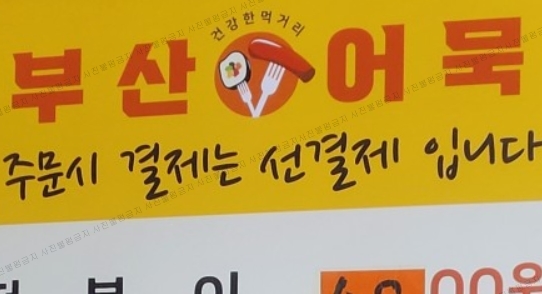 건강한먹거리
부산어묵
주문시 결제는 선결제 입니다